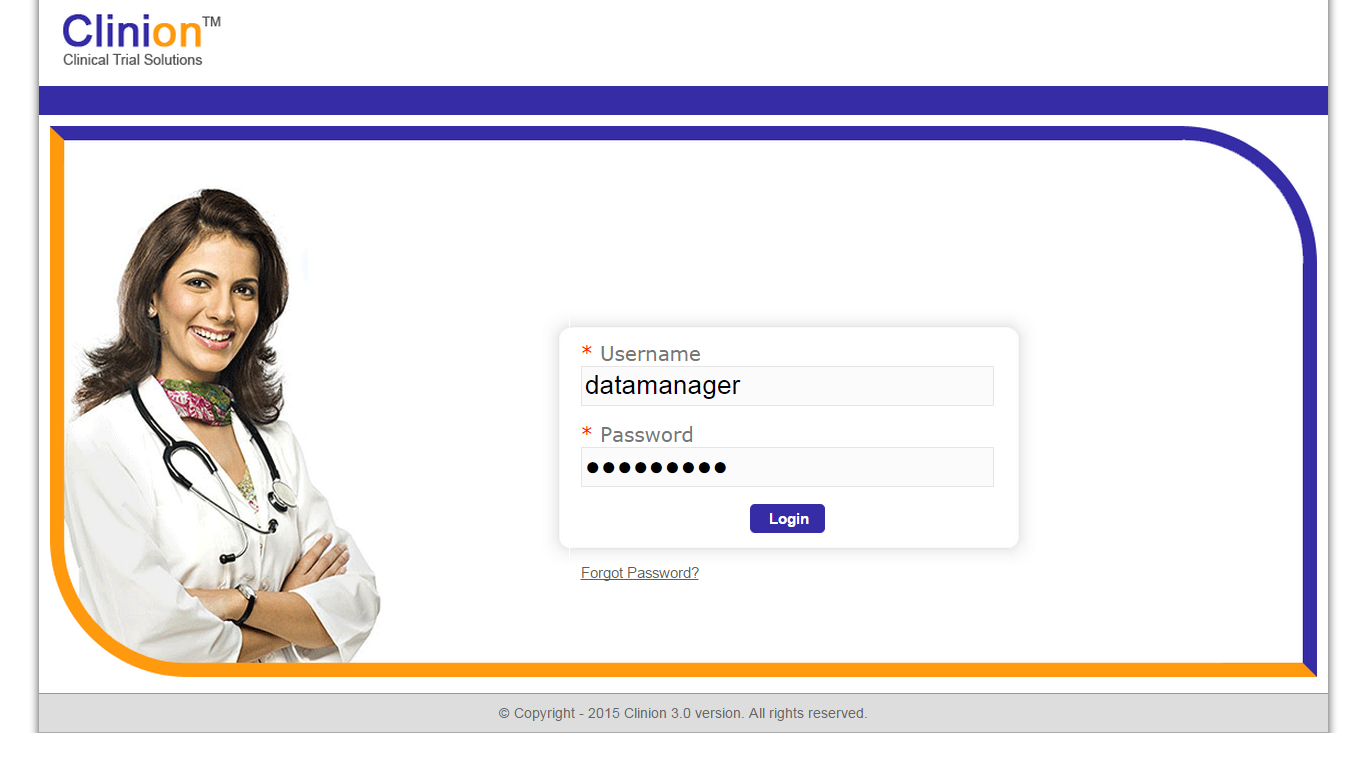 Clinion™
Clinical Trial Solutions
* Username
datamanager
* Password
●●●●●●●●●
Login
Forgot Password?
© Copyright - 2015 Clinion 3.0 version. All rights reserved.